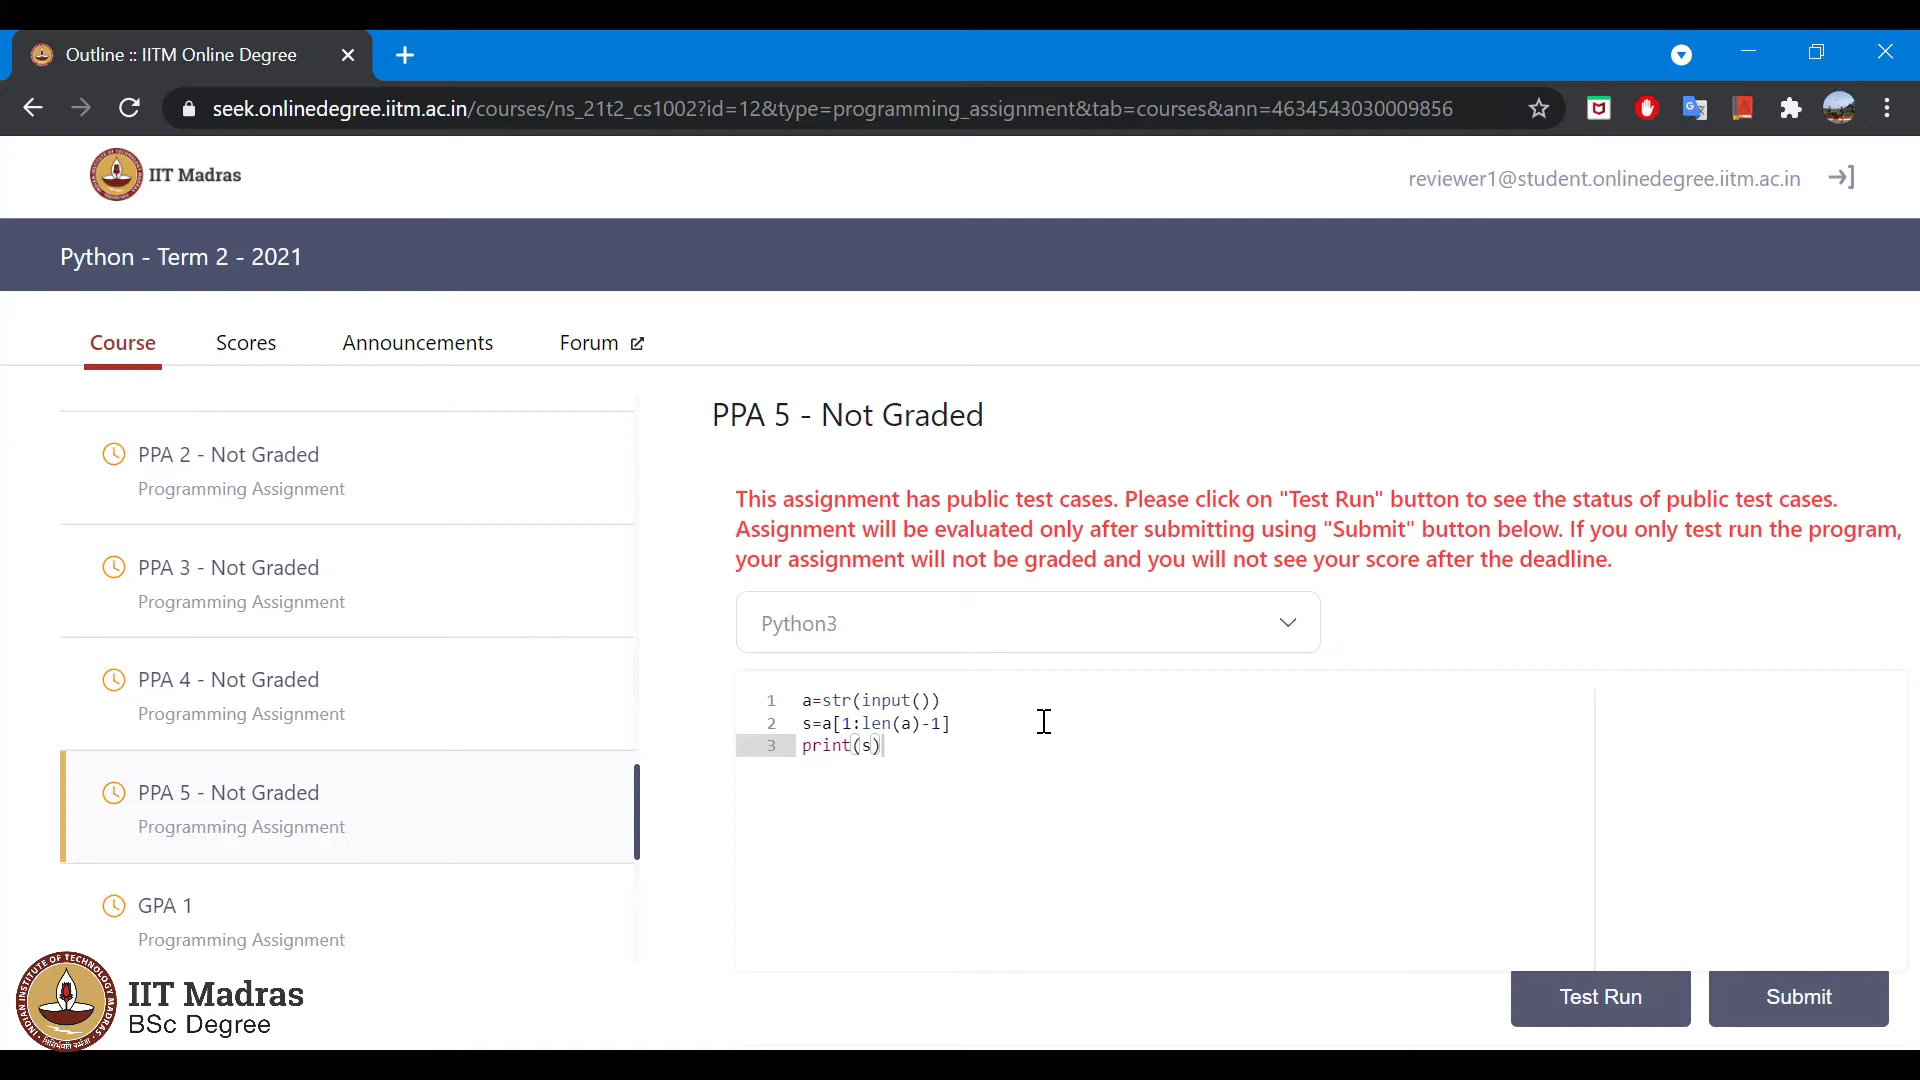 Outline :: IITM Online Degree
seek.onlinedegree.iitm.ac.in/courses/ns_21t2_cs1002?id=12&type=programming_assignment&tab=courses&ann=4634543030009856
IIT Madras
reviewer1@student.onlinedegree.iitm.ac.in
Python - Term 2 - 2021
Course
Scores
Announcements
Forum
PPA 2 - Not Graded
Programming Assignment
PPA 3 - Not Graded
Programming Assignment
PPA 4 - Not Graded
Programming Assignment
PPA 5 - Not Graded
Programming Assignment
GPA 1
Programming Assignment
PPA 5 - Not Graded
This assignment has public test cases. Please click on "Test Run" button to see the status of public test cases.
Assignment will be evaluated only after submitting using "Submit" button below. If you only test run the program,
your assignment will not be graded and you will not see your score after the deadline.
Python3
1 a=str(input())
2 s=a[1:len(a)-1]
3 print(s)
Test Run
Submit
IIT Madras
BSc Degree